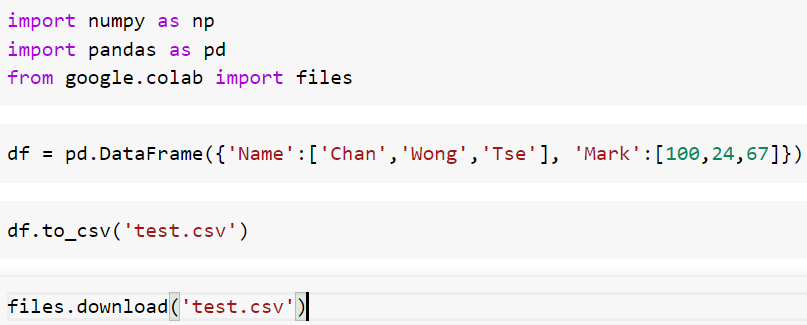 import numpy as np
import pandas as pd
from google.colab import files
df = pd.DataFrame({'Name':['Chan','Wong','Tse'], 'Mark':[100,24,67]})
df.to_csv('test.csv')
files.download('test.csv')